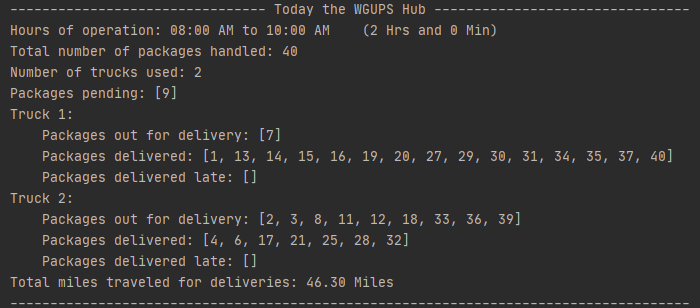 -------------------------------- Today the WGUPS Hub --------------------------------
Hours of operation: 08:00 AM to 10:00 AM    (2 Hrs and 0 Min)
Total number of packages handled: 40
Number of trucks used: 2
Packages pending: [9]
Truck 1:
    Packages out for delivery: [7]
    Packages delivered: [1, 13, 14, 15, 16, 19, 20, 27, 29, 30, 31, 34, 35, 37, 40]
    Packages delivered late: []
Truck 2:
    Packages out for delivery: [2, 3, 8, 11, 12, 18, 33, 36, 39]
    Packages delivered: [4, 6, 17, 21, 25, 28, 32]
    Packages delivered late: []
Total miles traveled for deliveries: 46.30 Miles
-------------------------------------------------------------------------------------